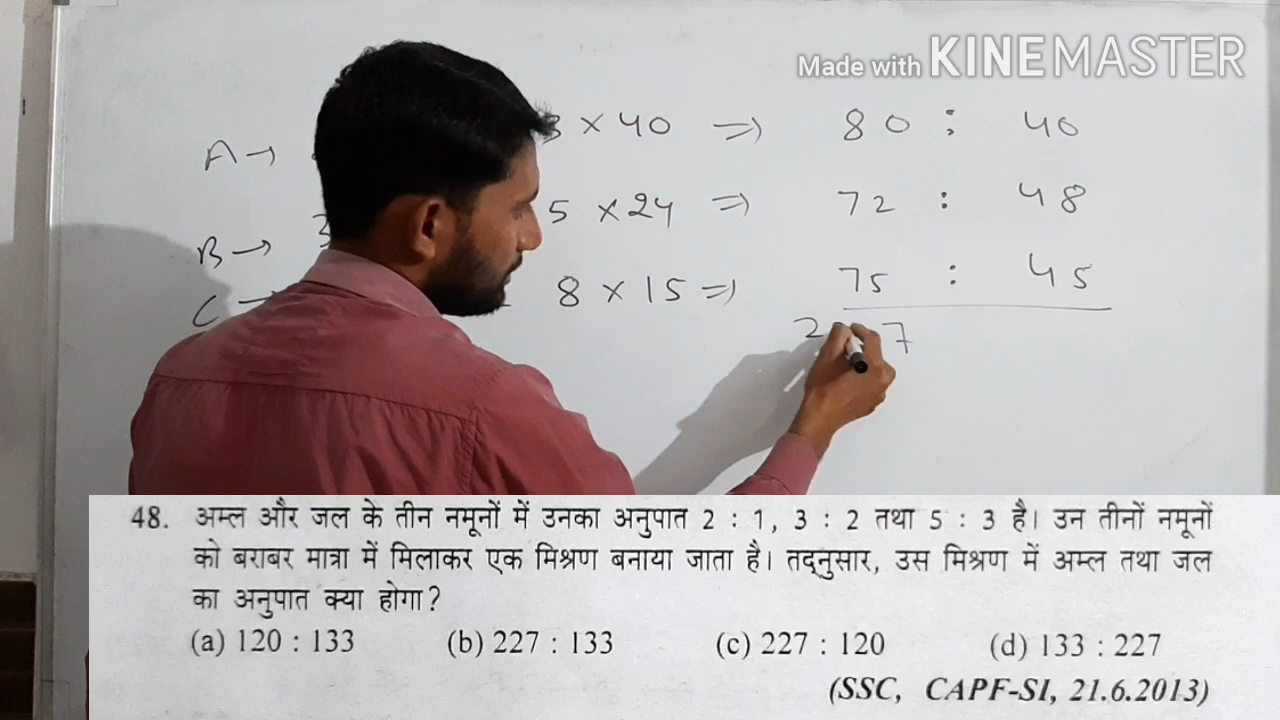 Made with KINEMASTER
A → 3 × 40 ⇒ 80 : 40
B → 3 5 × 24 ⇒ 72 : 48
C → 8 × 15 ⇒ 75 : 45
2 7
48. अम्ल और जल के तीन नमूनों में उनका अनुपात 2 : 1, 3 : 2 तथा 5 : 3 है। उन तीनों नमूनों
को बराबर मात्रा में मिलाकर एक मिश्रण बनाया जाता है। तद्नुसार, उस मिश्रण में अम्ल तथा जल
का अनुपात क्या होगा?
(a) 120 : 133 (b) 227 : 133 (c) 227 : 120 (d) 133 : 227
(SSC, CAPF-SI, 21.6.2013)